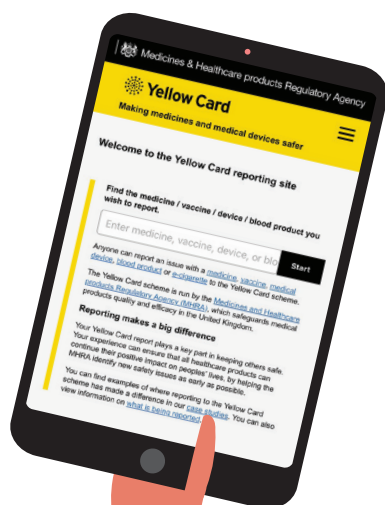 Medicines & Healthcare products Regulatory Agency
Yellow Card
Making medicines and medical devices safer
Welcome to the Yellow Card reporting site
Find the medicine / vaccine / device / blood product you
wish to report.
Enter medicine, vaccine, device, or blo
Start
Anyone can report an issue with a medicine, vaccine, medical
device, blood product or e-cigarette to the Yellow Card scheme.
The Yellow Card scheme is run by the Medicines and Healthcare
products Regulatory Agency (MHRA), which safeguards medical
products quality and efficacy in the United Kingdom.
Reporting makes a big difference
Your Yellow Card report plays a key part in keeping others safe.
Your experience can ensure that all healthcare products can
continue their positive impact on peoples' lives, by helping the
MHRA identify new safety issues as early as possible.
You can find examples of where reporting to the Yellow Card
scheme has made a difference in our case studies. You can also
view information on what is being reported.